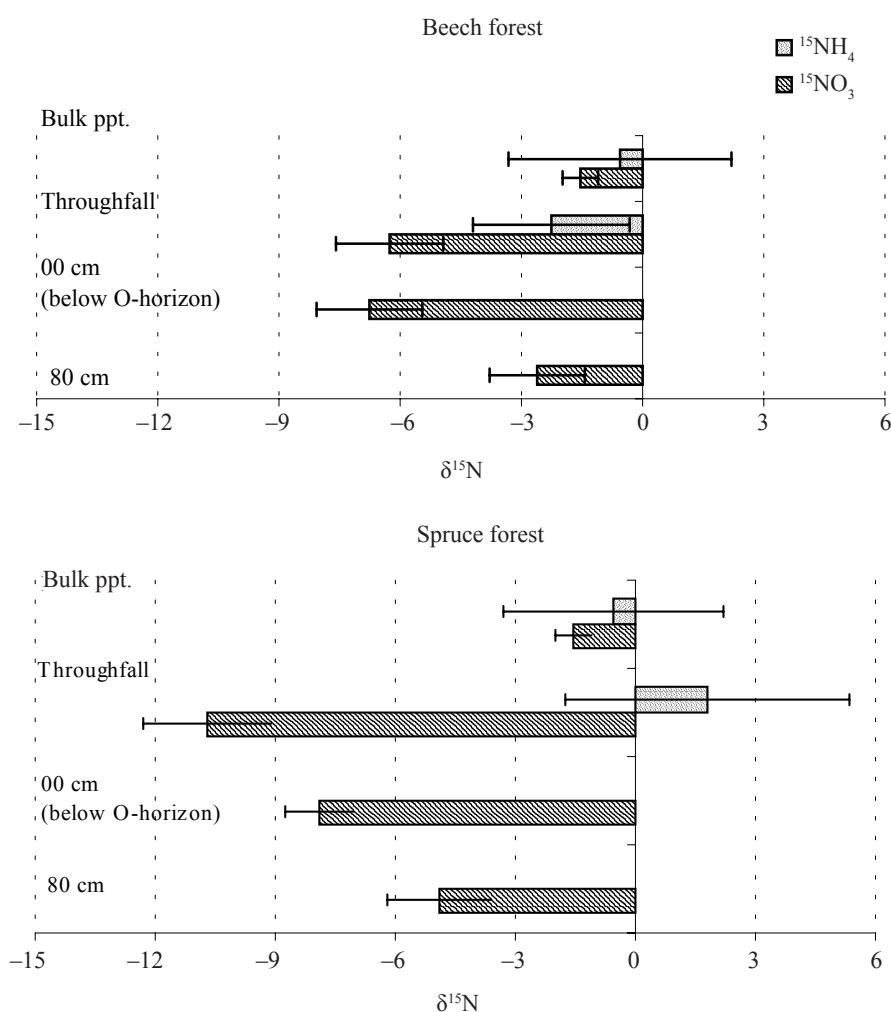 Beech forest
¹⁵NH₄
¹⁵NO₃
Bulk ppt.
Throughfall
00 cm
(below O-horizon)
80 cm
–15 –12 –9 –6 –3 0 3 6
δ¹⁵N
Spruce forest
Bulk ppt.
Throughfall
00 cm
(below O-horizon)
80 cm
–15 –12 –9 –6 –3 0 3 6
δ¹⁵N